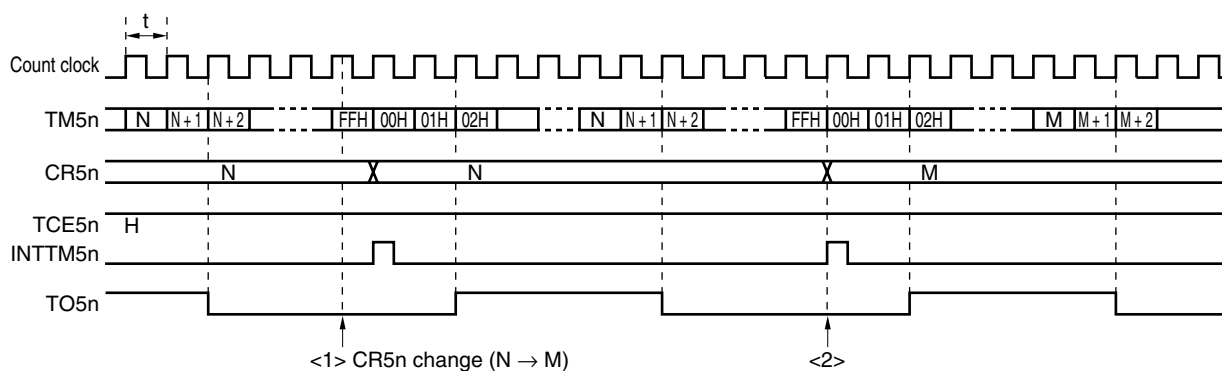 t
Count clock
TM5n N N + 1 N + 2 FFH 00H 01H 02H N N + 1 N + 2 FFH 00H 01H 02H M M + 1 M + 2
CR5n N N M
TCE5n H
INTTM5n
TO5n
<1> CR5n change (N → M) <2>